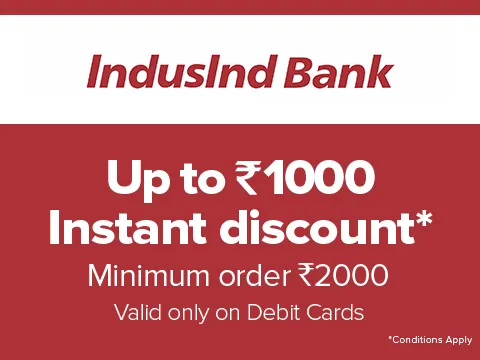 IndusInd Bank
Up to ₹1000
Instant discount*
Minimum order ₹2000
Valid only on Debit Cards
*Conditions Apply